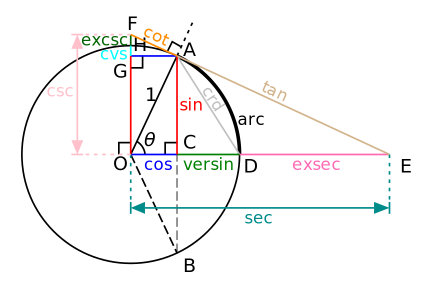 F
cot
excsc
H
A
cvs
G
csc
1
crd
tan
sin
arc
θ
C
O
cos
versin
D
exsec
E
sec
B